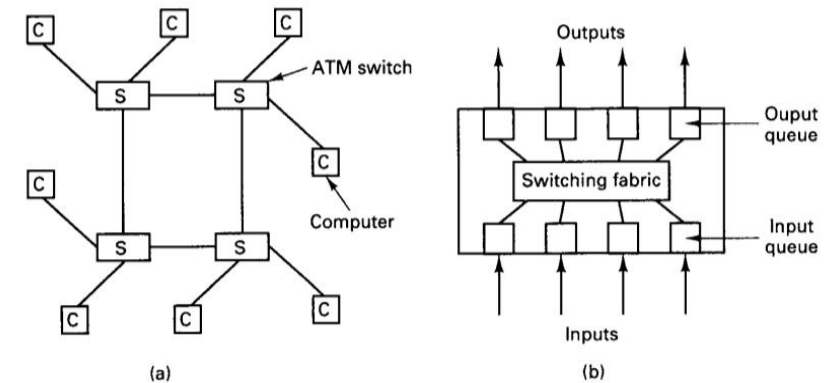 C
C
C
S
S
ATM switch
C
Computer
C
S
S
C
C
C
(a)
Outputs
Ouput
queue
Switching fabric
Input
queue
Inputs
(b)